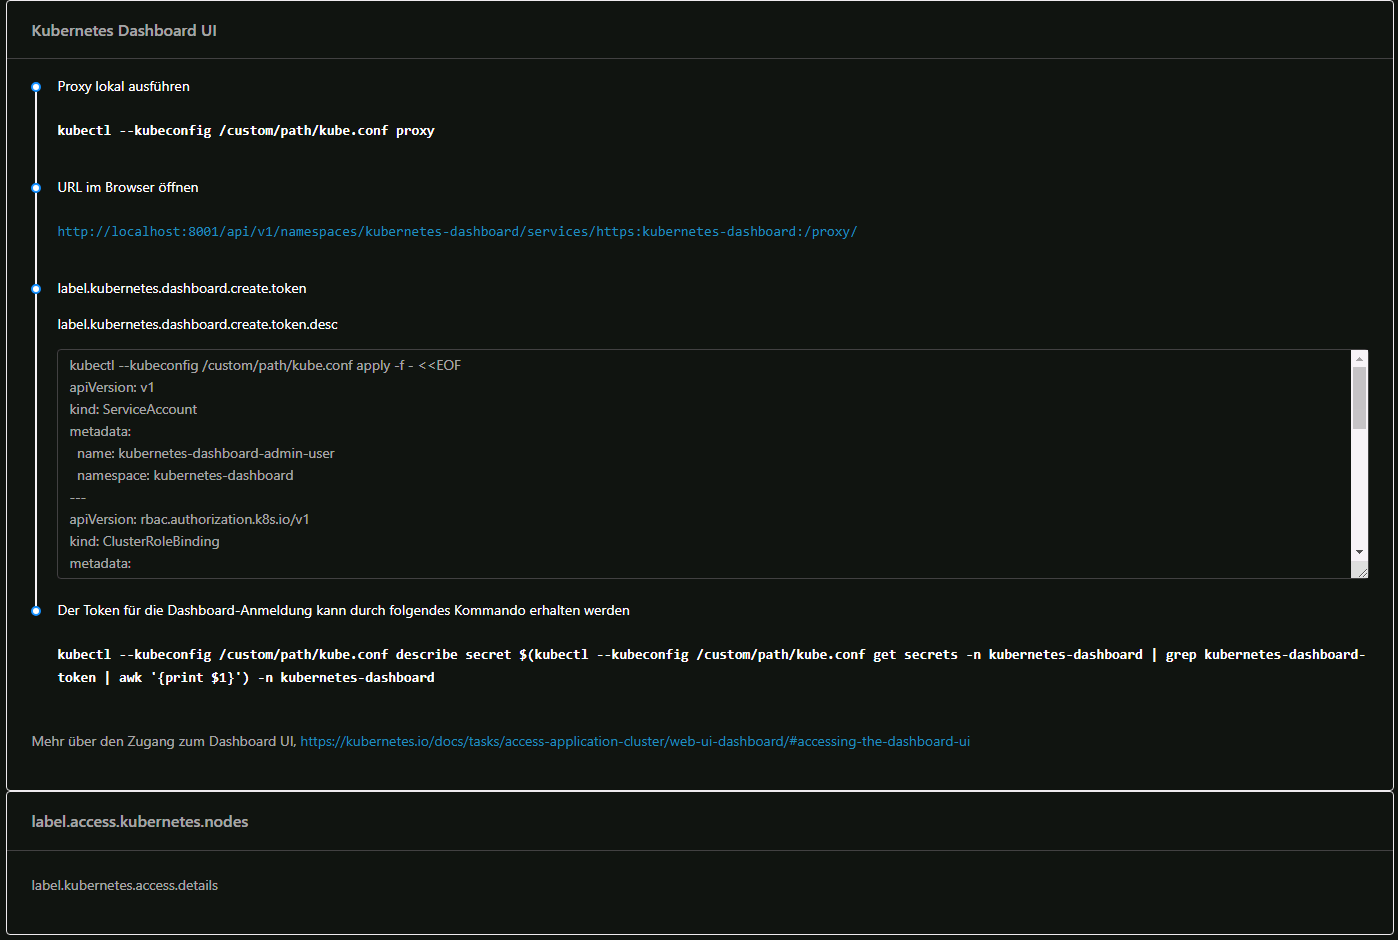 Kubernetes Dashboard UI
Proxy lokal ausführen
kubectl --kubeconfig /custom/path/kube.conf proxy
URL im Browser öffnen
http://localhost:8001/api/v1/namespaces/kubernetes-dashboard/services/https:kubernetes-dashboard:/proxy/
label.kubernetes.dashboard.create.token
label.kubernetes.dashboard.create.token.desc
kubectl --kubeconfig /custom/path/kube.conf apply -f - <<EOF
apiVersion: v1
kind: ServiceAccount
metadata:
  name: kubernetes-dashboard-admin-user
  namespace: kubernetes-dashboard
---
apiVersion: rbac.authorization.k8s.io/v1
kind: ClusterRoleBinding
metadata:
Der Token für die Dashboard-Anmeldung kann durch folgendes Kommando erhalten werden
kubectl --kubeconfig /custom/path/kube.conf describe secret $(kubectl --kubeconfig /custom/path/kube.conf get secrets -n kubernetes-dashboard | grep kubernetes-dashboard-
token | awk '{print $1}') -n kubernetes-dashboard
Mehr über den Zugang zum Dashboard UI, https://kubernetes.io/docs/tasks/access-application-cluster/web-ui-dashboard/#accessing-the-dashboard-ui
label.access.kubernetes.nodes
label.kubernetes.access.details